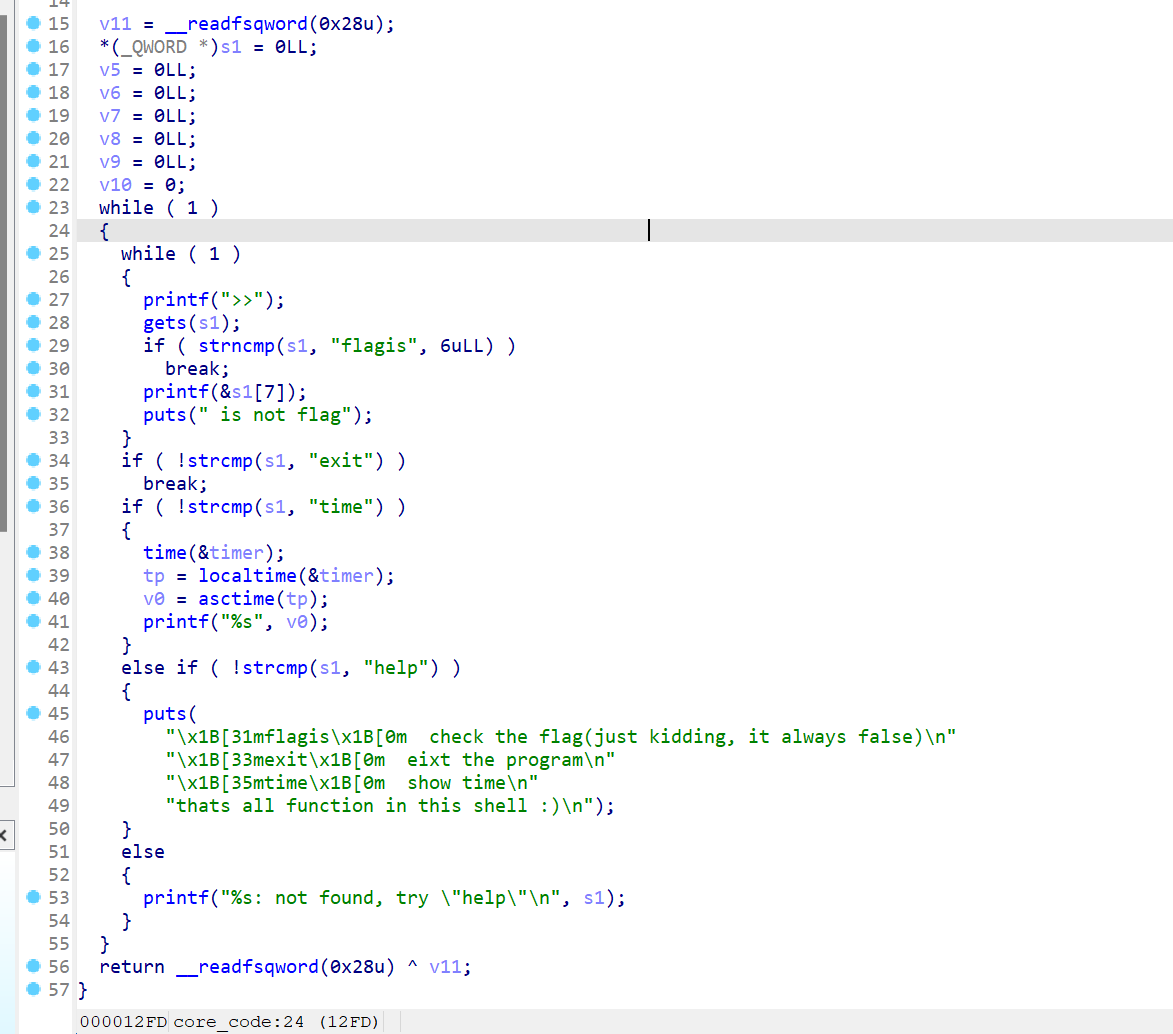 14
15 v11 = __readfsqword(0x28u);
16 *(_QWORD *)s1 = 0LL;
17 v5 = 0LL;
18 v6 = 0LL;
19 v7 = 0LL;
20 v8 = 0LL;
21 v9 = 0LL;
22 v10 = 0;
23 while ( 1 )
24 {
25 while ( 1 )
26 {
27 printf(">>");
28 gets(s1);
29 if ( strncmp(s1, "flagis", 6uLL) )
30 break;
31 printf(&s1[7]);
32 puts(" is not flag");
33 }
34 if ( !strcmp(s1, "exit") )
35 break;
36 if ( !strcmp(s1, "time") )
37 {
38 time(&timer);
39 tp = localtime(&timer);
40 v0 = asctime(tp);
41 printf("%s", v0);
42 }
43 else if ( !strcmp(s1, "help") )
44 {
45 puts(
46 "\x1B[31mflagis\x1B[0m  check the flag(just kidding, it always false)\n"
47 "\x1B[33mexit\x1B[0m  eixt the program\n"
48 "\x1B[35mtime\x1B[0m  show time\n"
49 "thats all function in this shell :)\n");
50 }
51 else
52 {
53 printf("%s: not found, try \"help\"\n", s1);
54 }
55 }
56 return __readfsqword(0x28u) ^ v11;
57 }
000012FD core_code:24 (12FD)